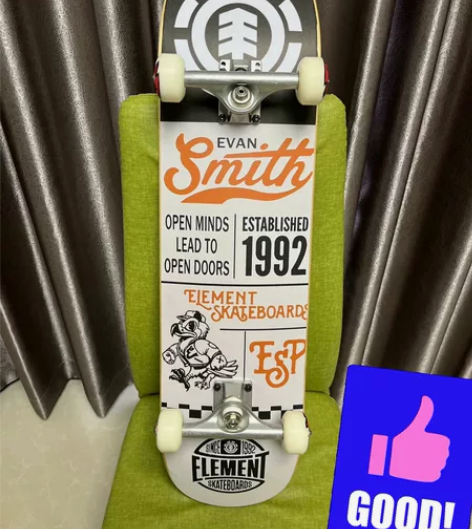 EVAN
Smith
OPEN MINDS
LEAD TO
OPEN DOORS
ESTABLISHED
1992
ELEMENT
SKATEBOARDS
ESP
SINCE 1992
ELEMENT
SKATEBOARDS
GOOD!